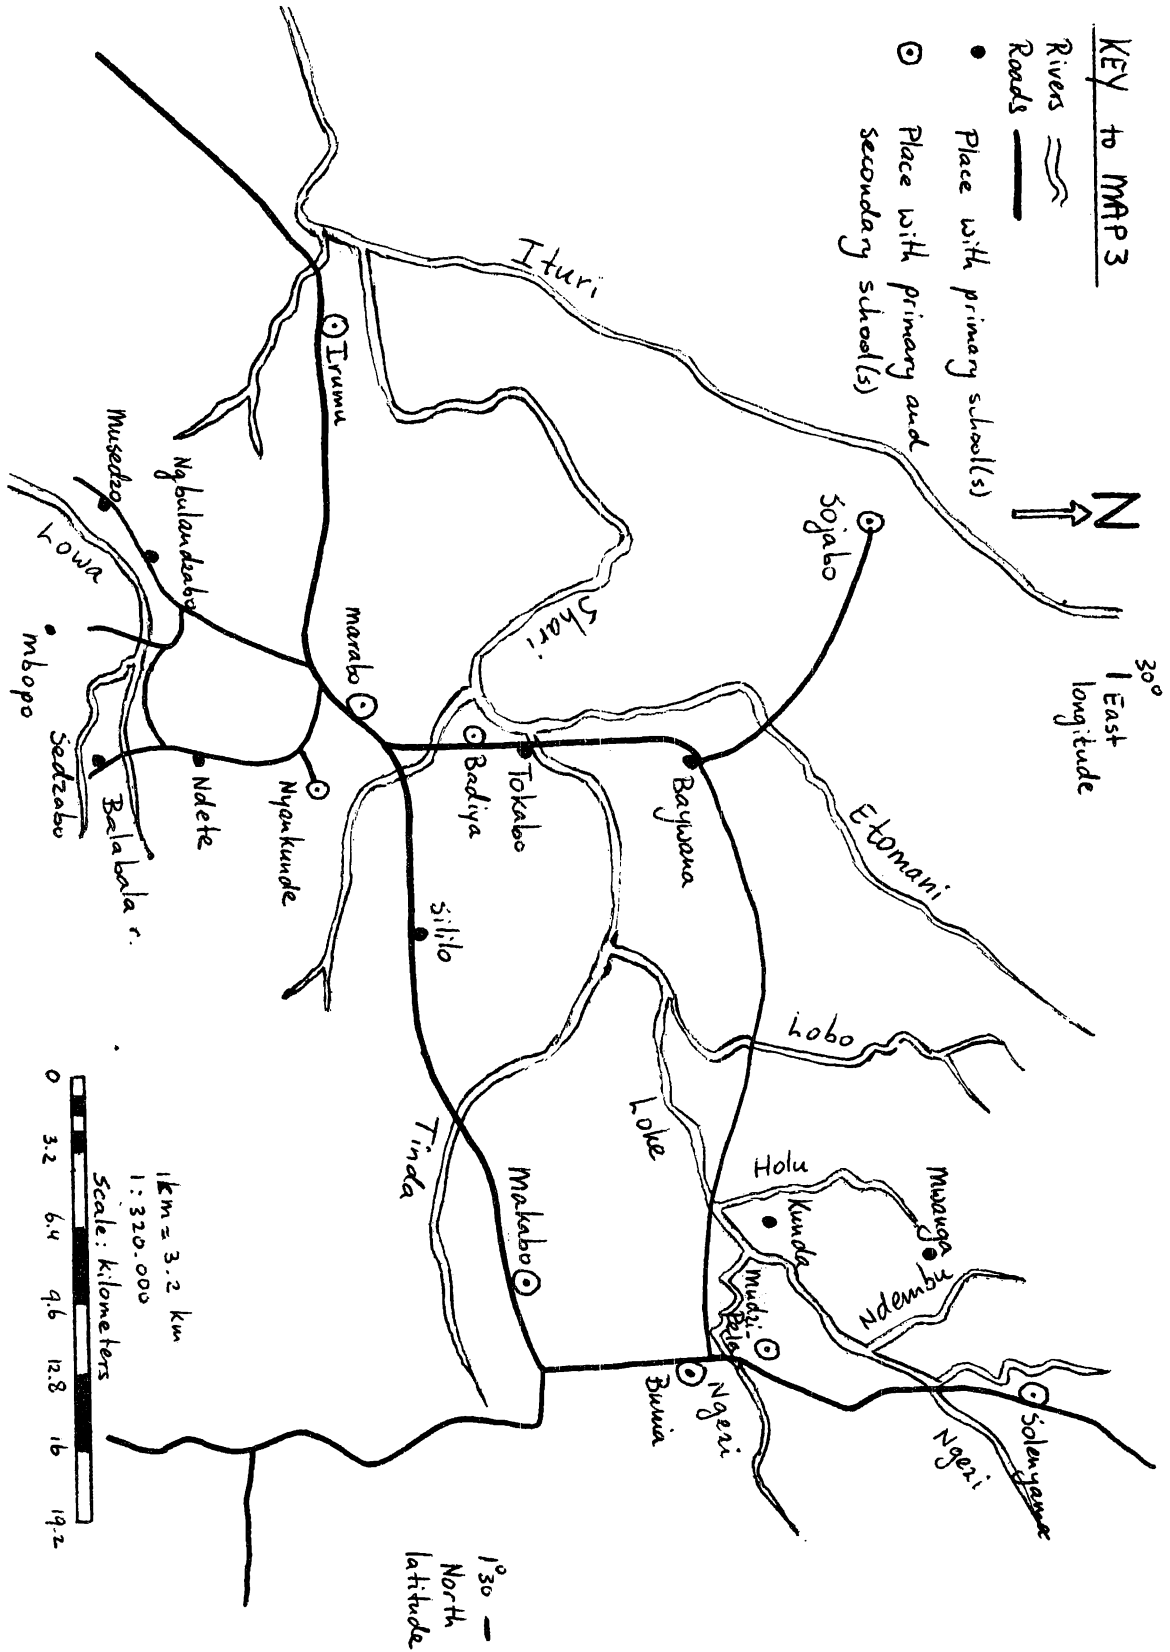 KEY to MAP 3
Rivers
Roads
Place with primary school(s)
Place with primary and
secondary school(s)
N
30°
East
longitude
Ituri
Irumu
Sojabo
Shari
Musedzo
Ngbulandzabo
Lowa
mbopo
Sedzabo
Balabala r.
Ndete
Nyankunde
marabo
Badiya
Tokabo
Baywana
Etomani
Sililo
Lobo
Loke
Tinda
Makabo
Holu
Kunda
Mwanga
Ndembu
Mudzi-
Pela
Ngezi
Bunia
Solenyama
Ngezi
1°30
North
latitude
1km = 3.2 km
1:320.000
Scale: kilometers
0 3.2 6.4 9.6 12.8 16 19.2